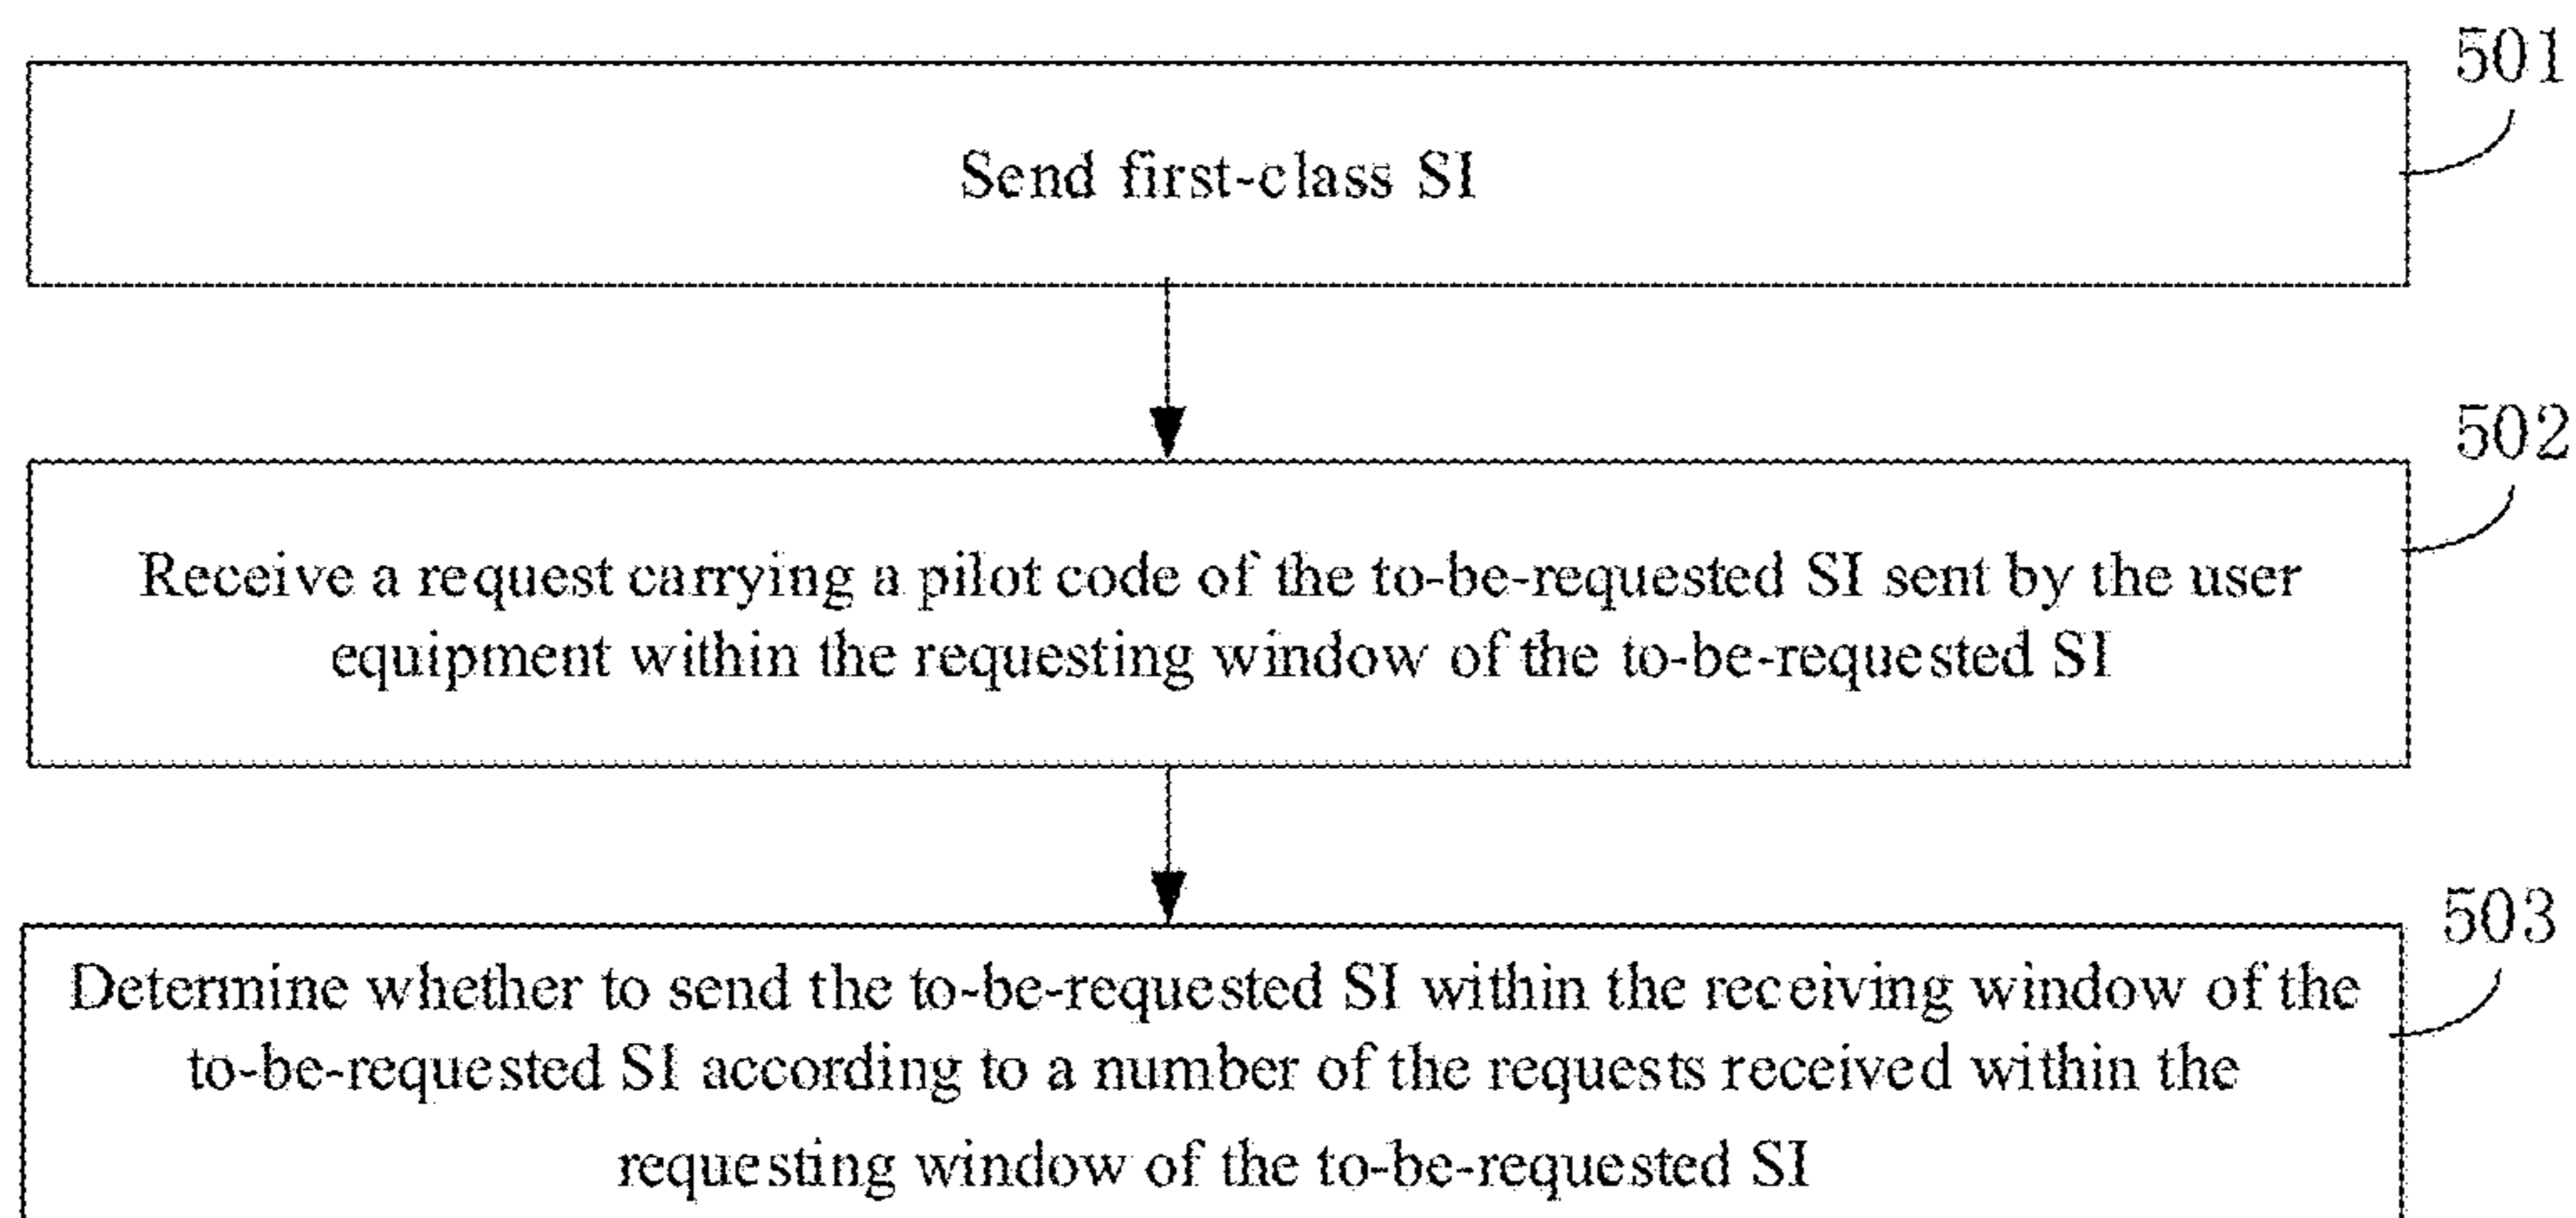 501
Send first-class SI
502
Receive a request carrying a pilot code of the to-be-requested SI sent by the user
equipment within the requesting window of the to-be-requested SI
503
Determine whether to send the to-be-requested SI within the receiving window of the
to-be-requested SI according to a number of the requests received within the
requesting window of the to-be-requested SI